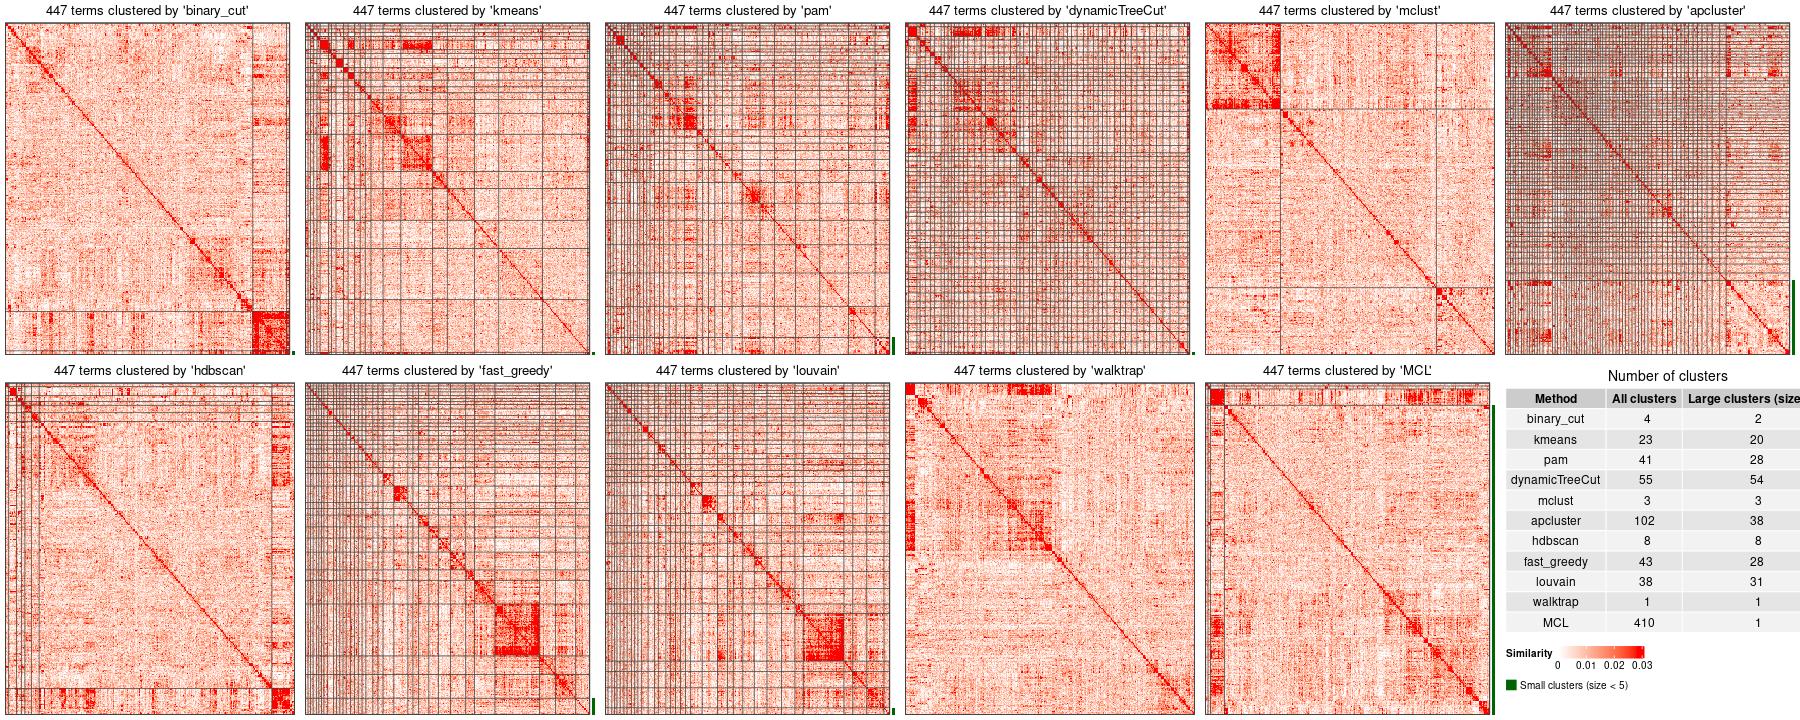 447 terms clustered by 'binary_cut'
447 terms clustered by 'kmeans'
447 terms clustered by 'pam'
447 terms clustered by 'dynamicTreeCut'
447 terms clustered by 'mclust'
447 terms clustered by 'apcluster'
447 terms clustered by 'hdbscan'
447 terms clustered by 'fast_greedy'
447 terms clustered by 'louvain'
447 terms clustered by 'walktrap'
447 terms clustered by 'MCL'
Number of clusters
Method All clusters Large clusters (size
binary_cut 4 2
kmeans 23 20
pam 41 28
dynamicTreeCut 55 54
mclust 3 3
apcluster 102 38
hdbscan 8 8
fast_greedy 43 28
louvain 38 31
walktrap 1 1
MCL 410 1
Similarity
0 0.01 0.02 0.03
Small clusters (size < 5)